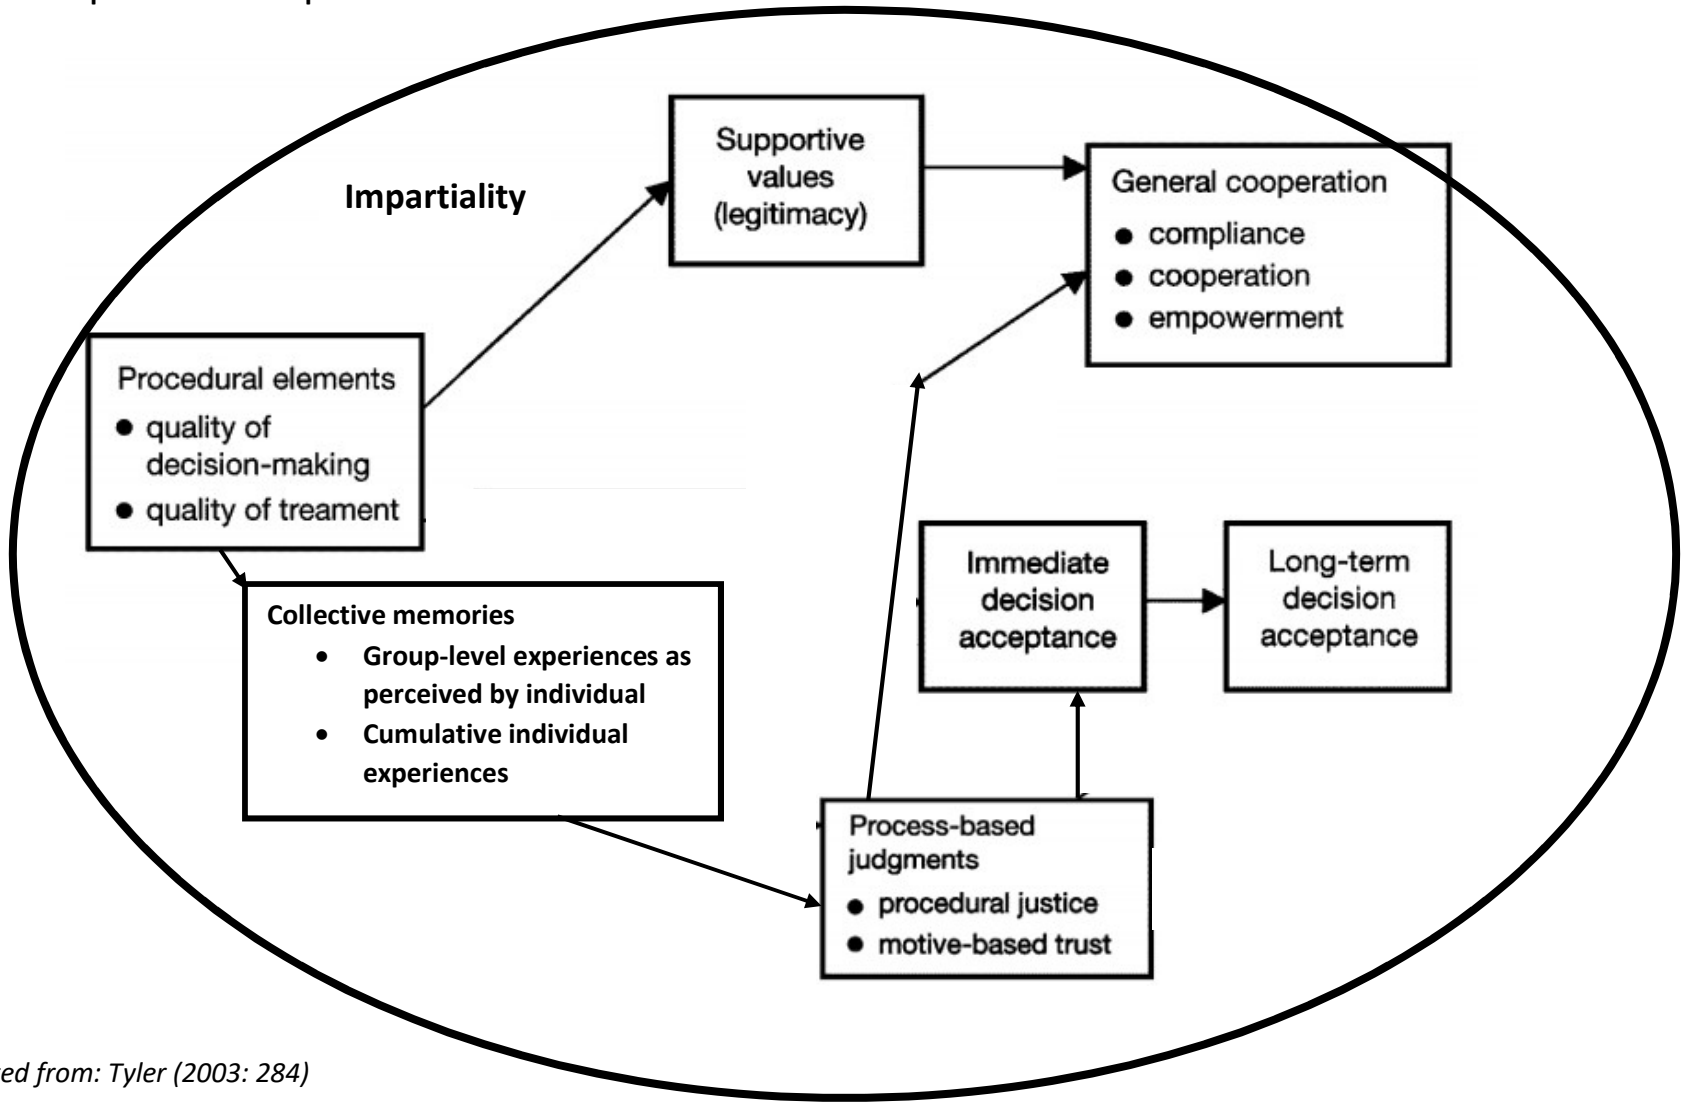 Supportive
values
(legitimacy)
Impartiality
General cooperation
● compliance
● cooperation
● empowerment
Procedural elements
● quality of
decision-making
● quality of treament
Immediate
decision
acceptance
Long-term
decision
acceptance
Collective memories
• Group-level experiences as
perceived by individual
• Cumulative individual
experiences
Process-based
judgments
● procedural justice
● motive-based trust
ed from: Tyler (2003: 284)